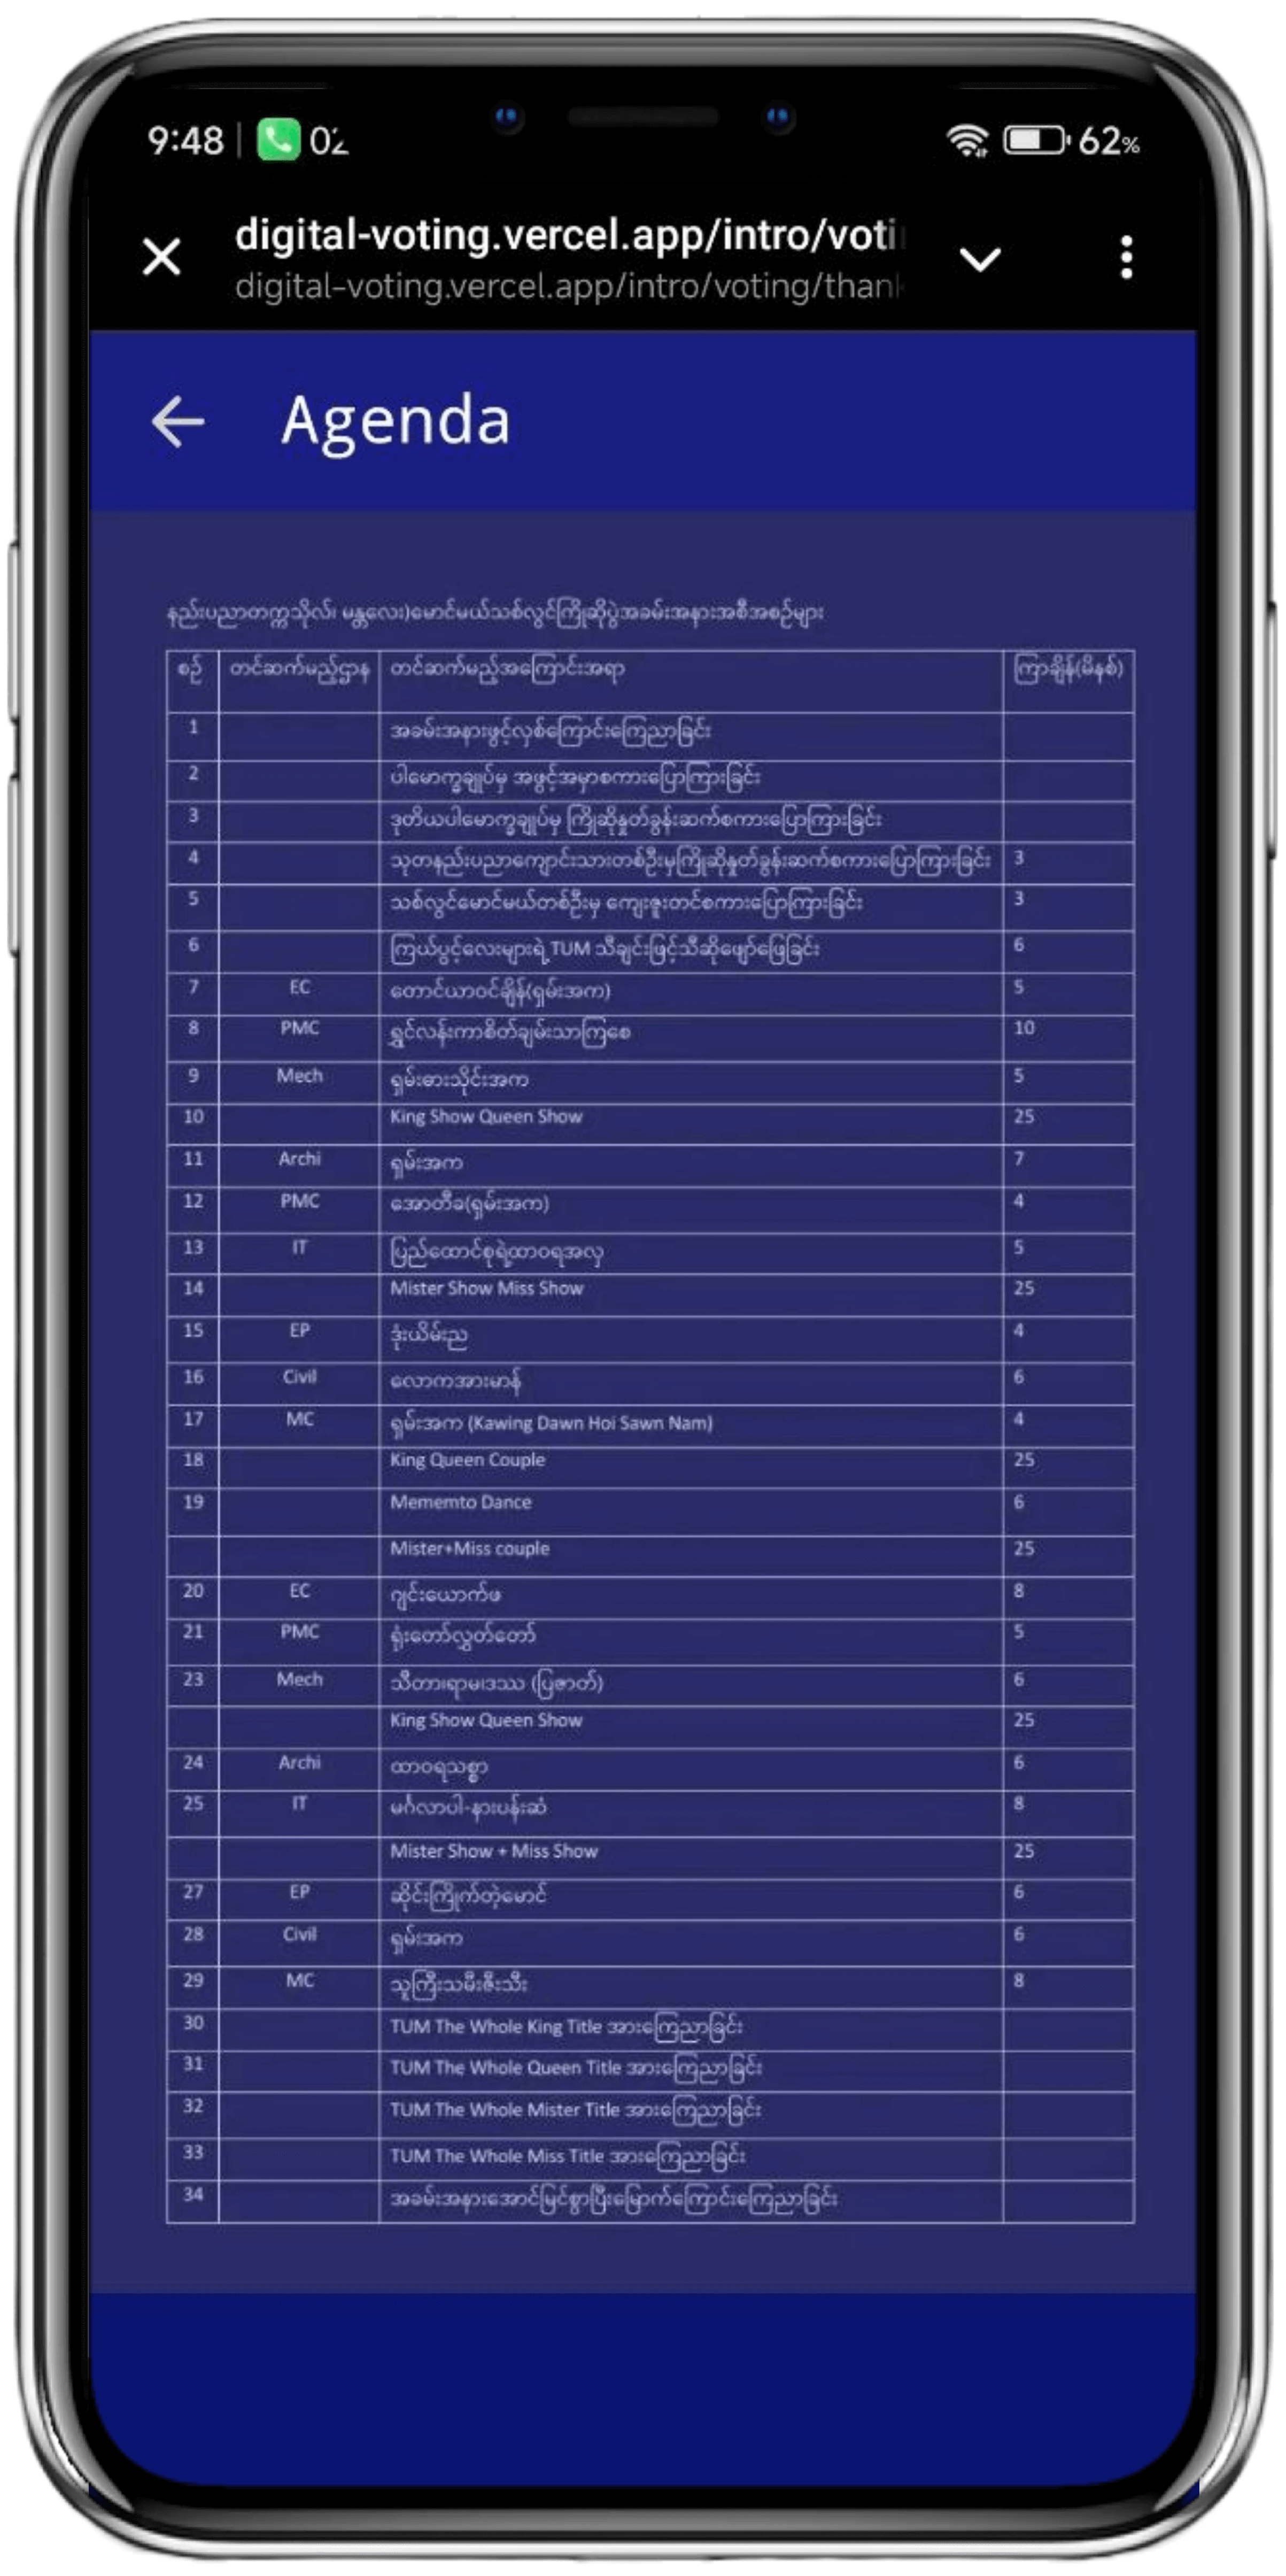 9:48 | 02
62%
digital-voting.vercel.app/intro/voti
digital-voting.vercel.app/intro/voting/thank
Agenda
နည်းပညာတက္ကသိုလ်၊ မန္တလေး)မောင်မယ်သစ်လွင်ကြိုဆိုပွဲအခမ်းအနားအစီအစဉ်များ
စဉ် တင်ဆက်မည့်ဌာန တင်ဆက်မည့်အကြောင်းအရာ ကြာချိန်(မိနစ်)
1 အခမ်းအနားဖွင့်လှစ်ကြောင်းကြေညာခြင်း
2 ပါမောက္ခချုပ်မှ အဖွင့်အမှာစကားပြောကြားခြင်း
3 ဒုတိယပါမောက္ခချုပ်မှ ကြိုဆိုနှုတ်ခွန်းဆက်စကားပြောကြားခြင်း
4 သုတနည်းပညာကျောင်းသားတစ်ဦးမှကြိုဆိုနှုတ်ခွန်းဆက်စကားပြောကြားခြင်း 3
5 သစ်လွင်မောင်မယ်တစ်ဦးမှ ကျေးဇူးတင်စကားပြောကြားခြင်း 3
6 ကြယ်ပွင့်လေးများရဲ့ TUM သီချင်းဖြင့်သီဆိုဖျော်ဖြေခြင်း 6
7 EC တောင်ယာဝင်ချိန်(ရှမ်းအက) 5
8 PMC ရွှင်လန်းကာစိတ်ချမ်းသာကြစေ 10
9 Mech ရှမ်းဓားသိုင်းအက 5
10 King Show Queen Show 25
11 Archi ရှမ်းအက 7
12 PMC အောတီခ(ရှမ်းအက) 4
13 IT ပြည်ထောင်စုရဲ့ထာဝရအလှ 5
14 Mister Show Miss Show 25
15 EP ဒုံးယိမ်းည 4
16 Civil လောကအားမာန် 6
17 MC ရှမ်းအက (Kawing Dawn Hoi Sawn Nam) 4
18 King Queen Couple 25
19 Mememto Dance 6
Mister+Miss couple 25
20 EC ဂျင်းယောက်ဖ 8
21 PMC ရုံးတော်လွှတ်တော် 5
23 Mech သီတာ၊ရာမ၊ဒဿ (ပြဇာတ်) 6
King Show Queen Show 25
24 Archi ထာဝရသစ္စာ 6
25 IT မင်္ဂလာပါ-နားပန်းဆံ 8
Mister Show + Miss Show 25
27 EP ဆိုင်းကြိုက်တဲ့မောင် 6
28 Civil ရှမ်းအက 6
29 MC သူကြီးသမီးဇီးသီး 8
30 TUM The Whole King Title အားကြေညာခြင်း
31 TUM The Whole Queen Title အားကြေညာခြင်း
32 TUM The Whole Mister Title အားကြေညာခြင်း
33 TUM The Whole Miss Title အားကြေညာခြင်း
34 အခမ်းအနားအောင်မြင်စွာပြီးမြောက်ကြောင်းကြေညာခြင်း